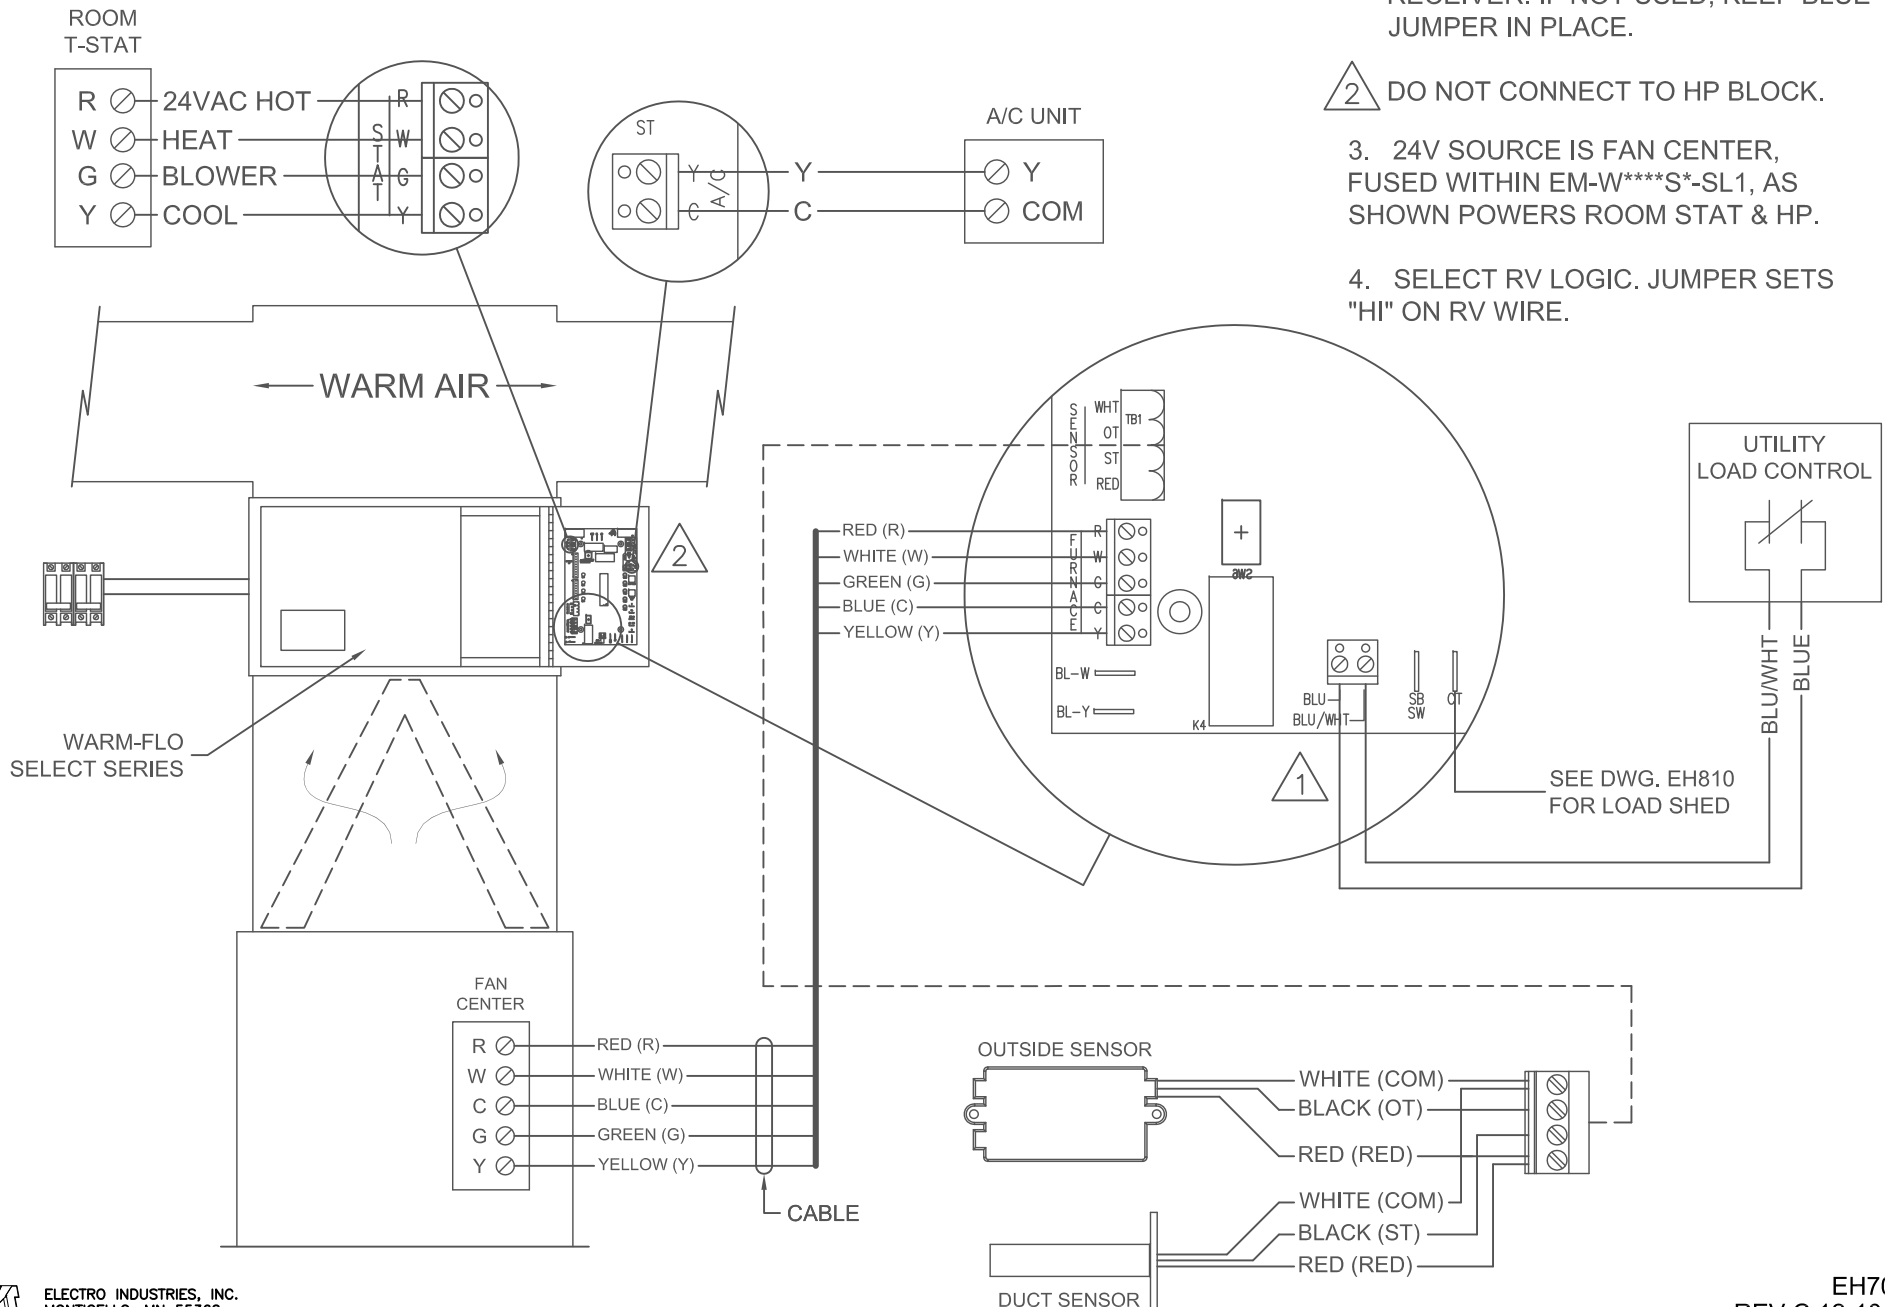 ROOM
T-STAT
R 24VAC HOT
W HEAT
G BLOWER
Y COOL
STAT
R
W
G
Y
ST
Y
C
A/C
Y
C
A/C UNIT
Y
COM
JUMPER IN PLACE.
2 DO NOT CONNECT TO HP BLOCK.
3. 24V SOURCE IS FAN CENTER,
FUSED WITHIN EM-W****S*-SL1, AS
SHOWN POWERS ROOM STAT & HP.
4. SELECT RV LOGIC. JUMPER SETS
"HI" ON RV WIRE.
WARM AIR
2
WARM-FLO
SELECT SERIES
SENSOR
WHT
OT
ST
RED
TB1
RED (R)
WHITE (W)
GREEN (G)
BLUE (C)
YELLOW (Y)
FURNACE
R
W
G
C
Y
SW6
BL-W
BL-Y
K4
BLU
BLU/WHT
SB
SW
OT
1
UTILITY
LOAD CONTROL
BLU/WHT
BLUE
SEE DWG. EH810
FOR LOAD SHED
FAN
CENTER
R RED (R)
W WHITE (W)
C BLUE (C)
G GREEN (G)
Y YELLOW (Y)
CABLE
OUTSIDE SENSOR
WHITE (COM)
BLACK (OT)
RED (RED)
WHITE (COM)
BLACK (ST)
RED (RED)
DUCT SENSOR
ELECTRO INDUSTRIES, INC.